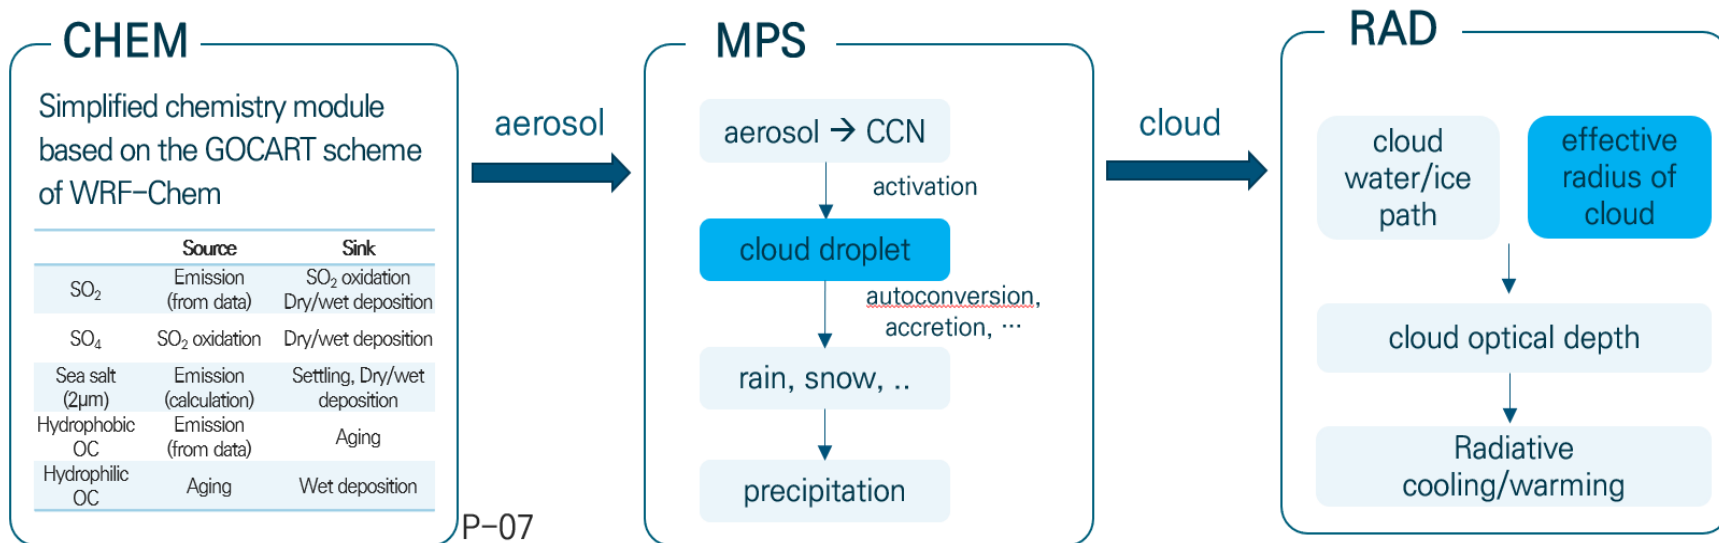 CHEM
Simplified chemistry module
based on the GOCART scheme
of WRF-Chem
Source Sink
SO₂ Emission (from data) SO₂ oxidation Dry/wet deposition
SO₄ SO₂ oxidation Dry/wet deposition
Sea salt (2μm) Emission (calculation) Settling, Dry/wet deposition
Hydrophobic OC Emission (from data) Aging
Hydrophilic OC Aging Wet deposition
P-07
aerosol
MPS
aerosol → CCN
activation
cloud droplet
autoconversion,
accretion, ⋯
rain, snow, ..
precipitation
cloud
RAD
cloud
water/ice
path
effective
radius of
cloud
cloud optical depth
Radiative
cooling/warming